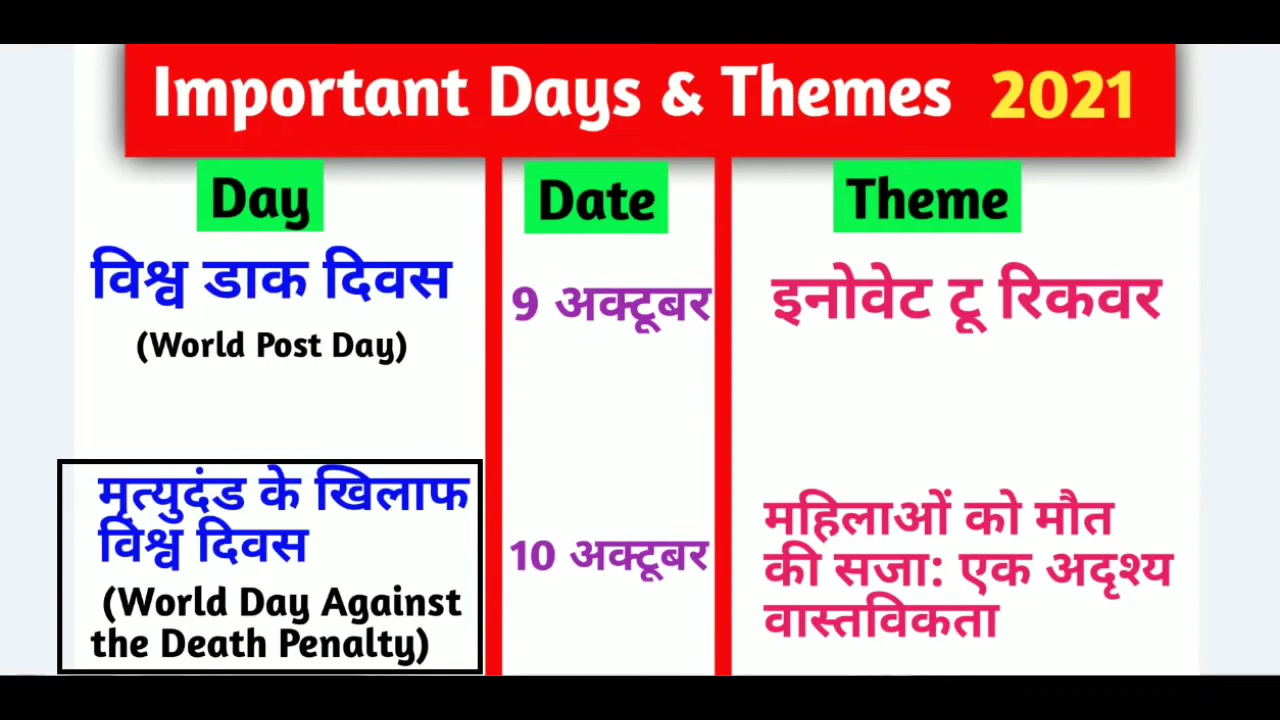 Important Days & Themes 2021
Day
Date
Theme
विश्व डाक दिवस
(World Post Day)
9 अक्टूबर
इनोवेट टू रिकवर
मृत्युदंड के खिलाफ
विश्व दिवस
(World Day Against
the Death Penalty)
10 अक्टूबर
महिलाओं को मौत
की सजा: एक अदृश्य
वास्तविकता